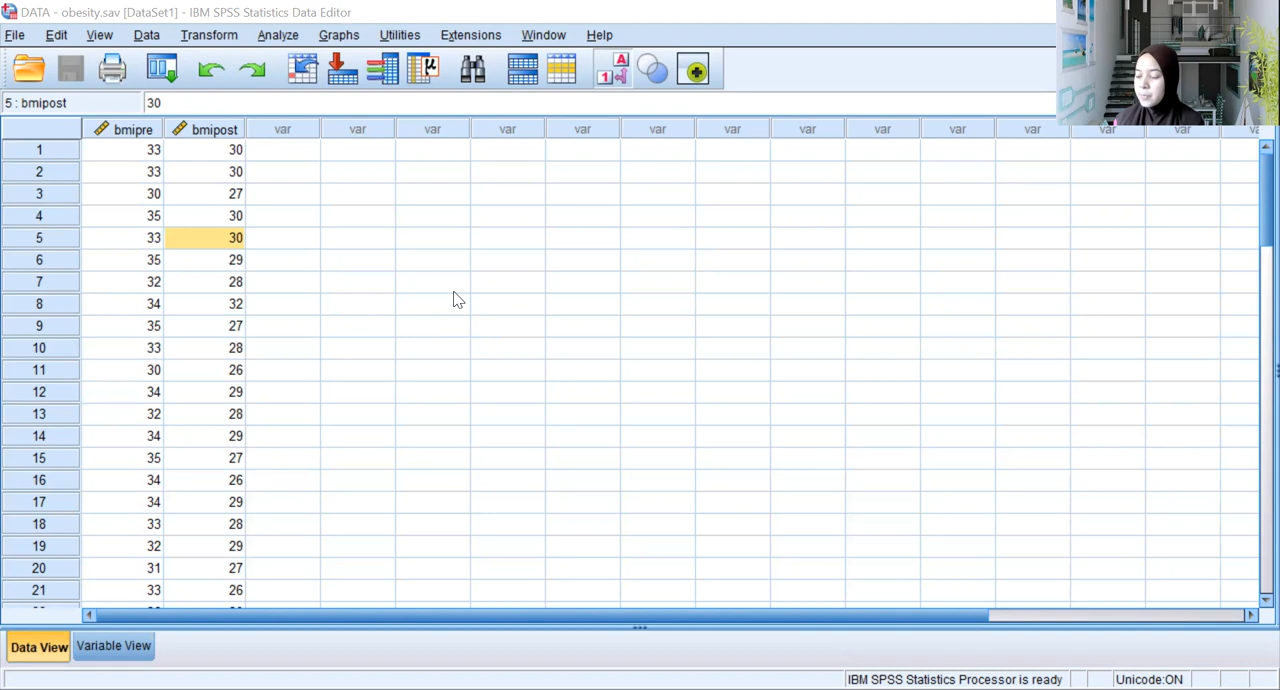 DATA - obesity.sav [DataSet1] - IBM SPSS Statistics Data Editor
File Edit View Data Transform Analyze Graphs Utilities Extensions Window Help
5 : bmipost 30
bmipre bmipost var var var var var var var var var var var var var
1 33 30
2 33 30
3 30 27
4 35 30
5 33 30
6 35 29
7 32 28
8 34 32
9 35 27
10 33 28
11 30 26
12 34 29
13 32 28
14 34 29
15 35 27
16 34 26
17 34 29
18 33 28
19 32 29
20 31 27
21 33 26
Data View Variable View
IBM SPSS Statistics Processor is ready Unicode:ON